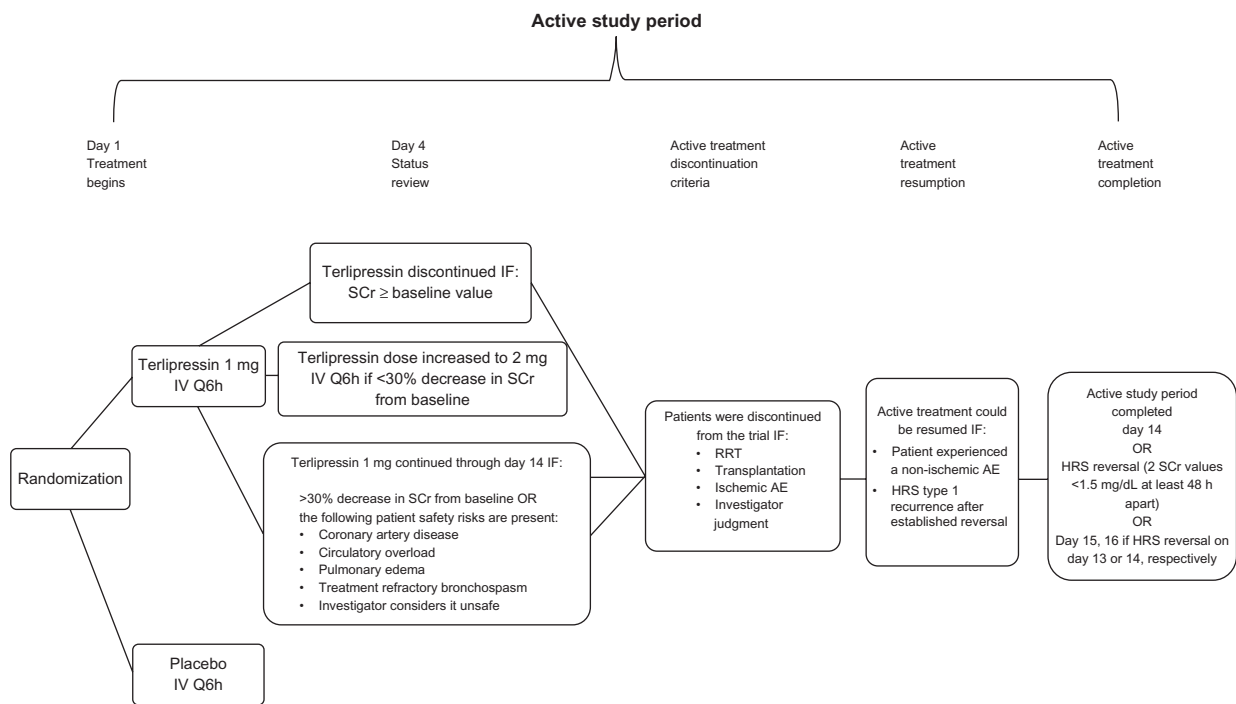 Active study period
Day 1
Treatment
begins
Day 4
Status
review
Active treatment
discontinuation
criteria
Active
treatment
resumption
Active
treatment
completion
Terlipressin discontinued IF:
SCr ≥ baseline value
Terlipressin 1 mg
IV Q6h
Terlipressin dose increased to 2 mg
IV Q6h if <30% decrease in SCr
from baseline
Randomization
Terlipressin 1 mg continued through day 14 IF:
>30% decrease in SCr from baseline OR
the following patient safety risks are present:
• Coronary artery disease
• Circulatory overload
• Pulmonary edema
• Treatment refractory bronchospasm
• Investigator considers it unsafe
Placebo
IV Q6h
Patients were discontinued
from the trial IF:
• RRT
• Transplantation
• Ischemic AE
• Investigator
judgment
Active treatment could
be resumed IF:
• Patient experienced
a non-ischemic AE
• HRS type 1
recurrence after
established reversal
Active study period
completed
day 14
OR
HRS reversal (2 SCr values
<1.5 mg/dL at least 48 h
apart)
OR
Day 15, 16 if HRS reversal on
day 13 or 14, respectively